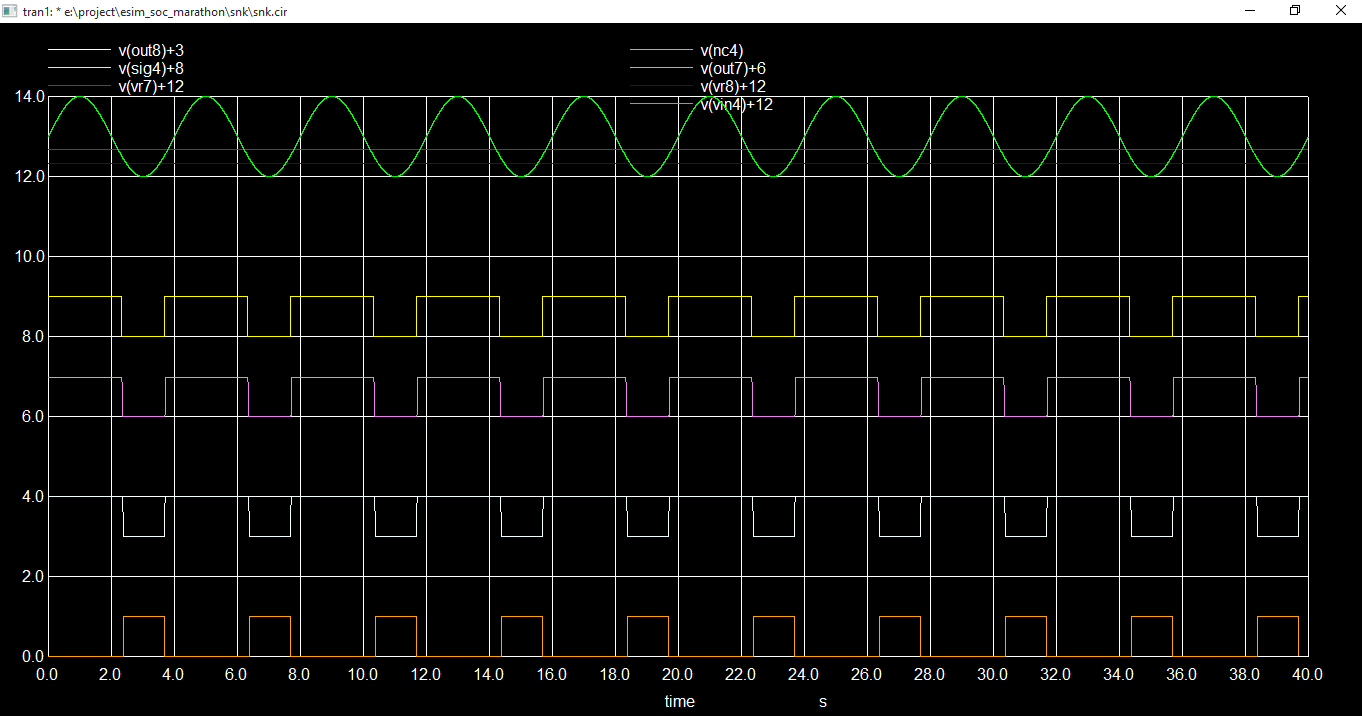 tran1: * e:\project\esim_soc_marathon\snk\snk.cir
v(out8)+3
v(nc4)
v(sig4)+8
v(out7)+6
v(vr7)+12
v(vr8)+12
v(vin4)+12
14.0
12.0
10.0
8.0
6.0
4.0
2.0
0.0
0.0 2.0 4.0 6.0 8.0 10.0 12.0 14.0 16.0 18.0 20.0 22.0 24.0 26.0 28.0 30.0 32.0 34.0 36.0 38.0 40.0
time s